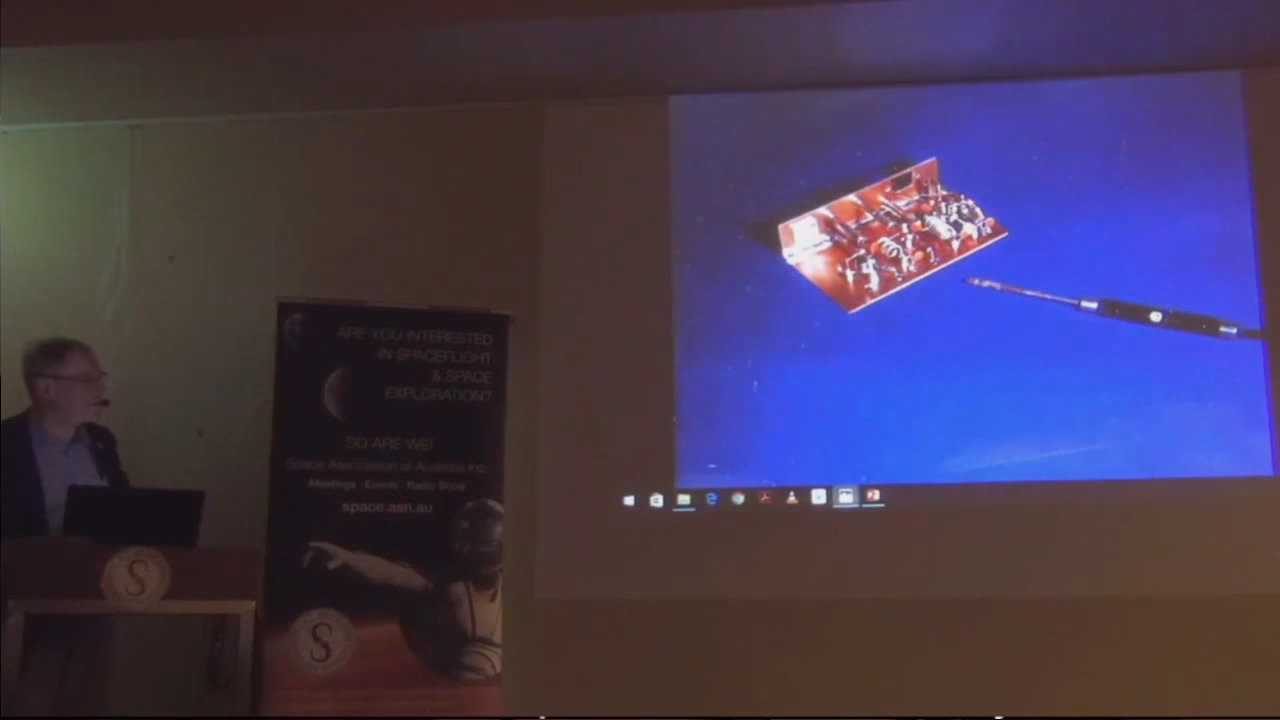 ARE YOU INTERESTED
IN SPACEFLIGHT
& SPACE
EXPLORATION?
SO ARE WE!
Space Association of Australia Inc.
Meetings Events Radio Show
space.asn.au
S
S